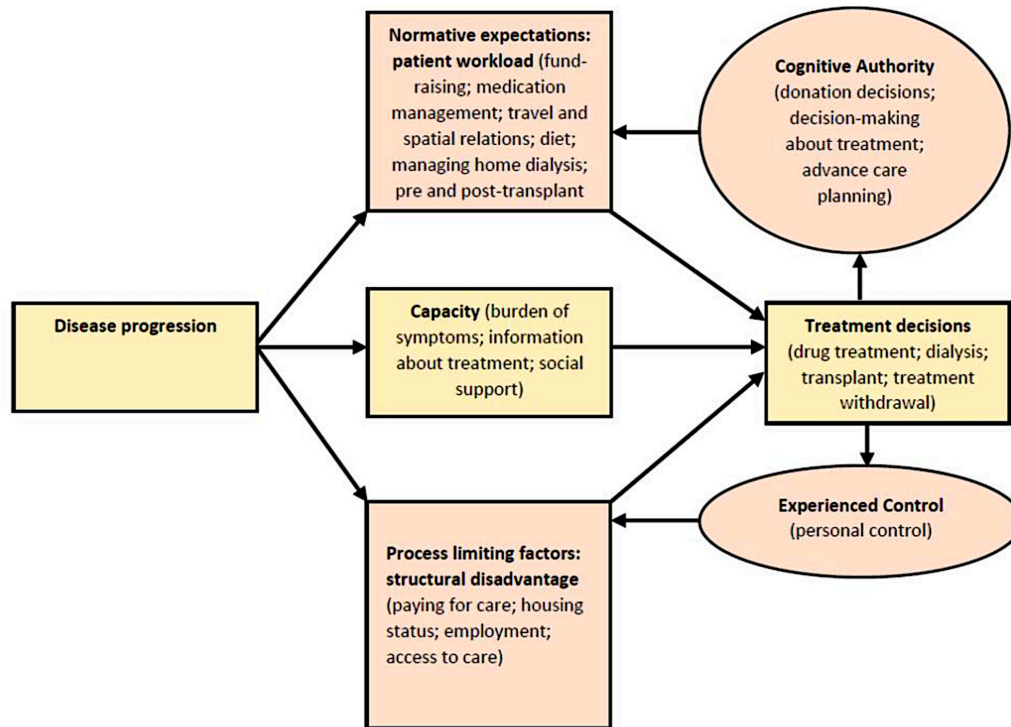 Normative expectations:
patient workload (fund-
raising; medication
management; travel and
spatial relations; diet;
managing home dialysis;
pre and post-transplant
Cognitive Authority
(donation decisions;
decision-making
about treatment;
advance care
planning)
Disease progression
Capacity (burden of
symptoms; information
about treatment; social
support)
Treatment decisions
(drug treatment; dialysis;
transplant; treatment
withdrawal)
Experienced Control
(personal control)
Process limiting factors:
structural disadvantage
(paying for care; housing
status; employment;
access to care)